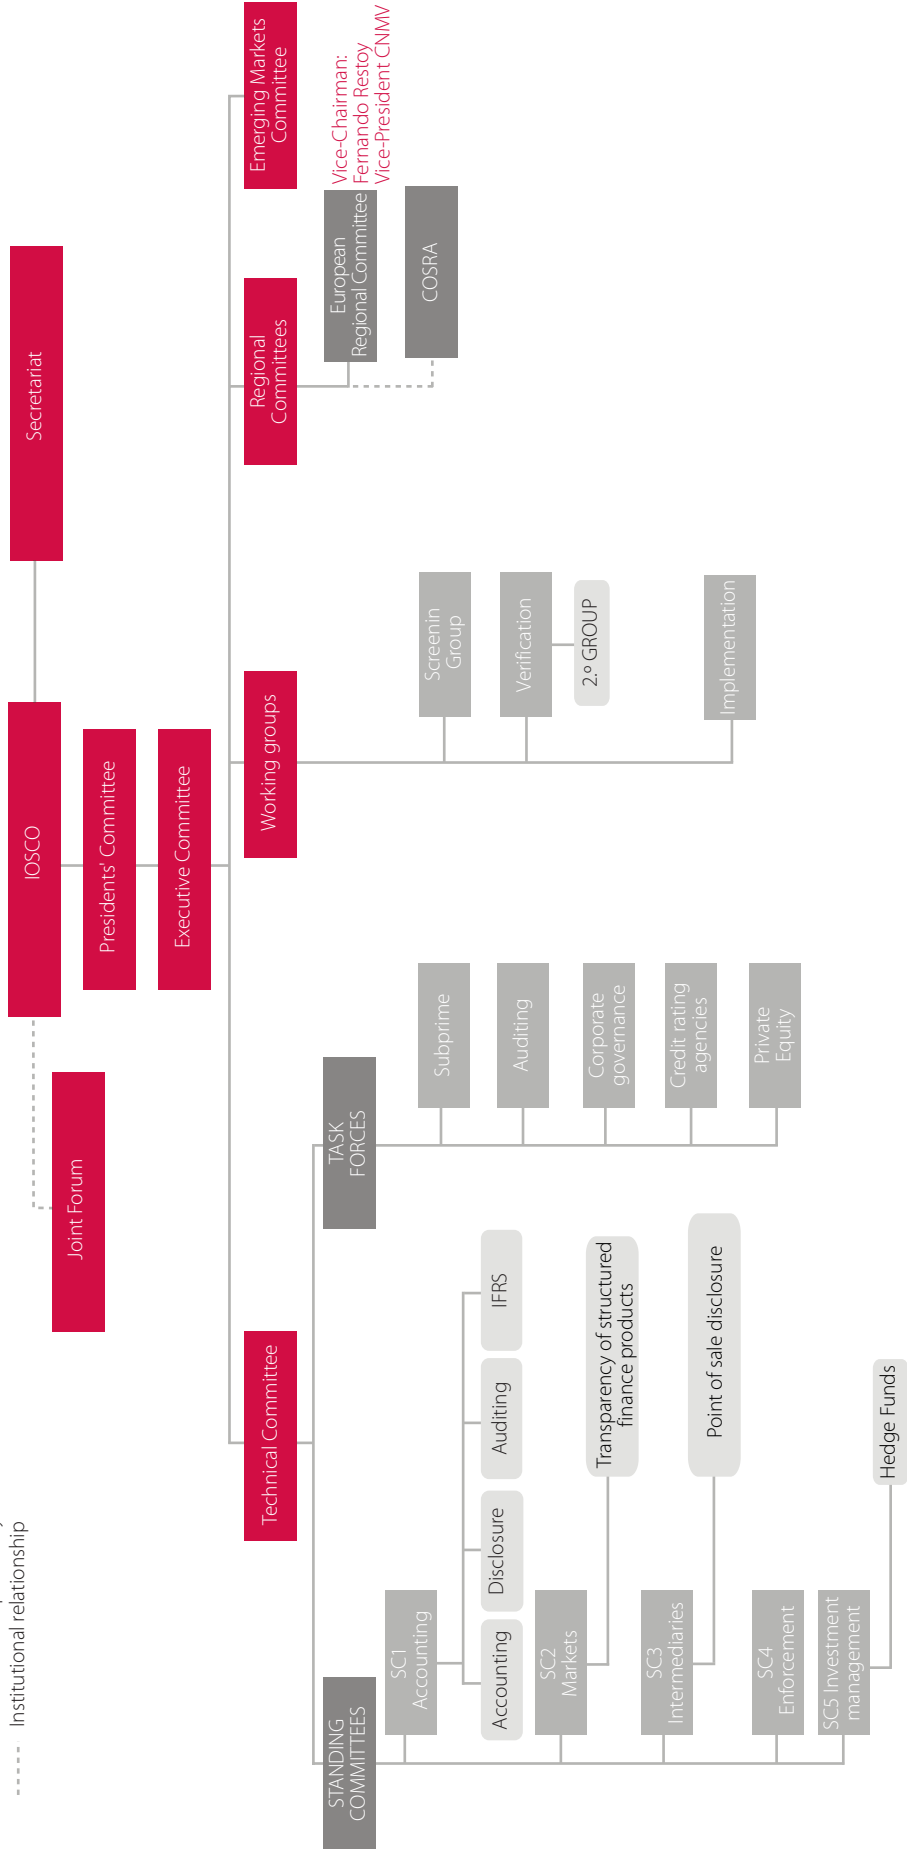 Institutional relationship
IOSCO
Secretariat
Joint Forum
Presidents' Committee
Executive Committee
Technical Committee
Working groups
Regional
Committees
Emerging Markets
Committee
STANDING
COMMITTEES
TASK
FORCES
European
Regional Committee
Vice-Chairman:
Fernando Restoy
Vice-President CNMV
COSRA
SC1
Accounting
Accounting
Disclosure
Auditing
IFRS
SC2
Markets
Transparency of structured
finance products
SC3
Intermediaries
Point of sale disclosure
SC4
Enforcement
SC5 Investment
management
Hedge Funds
Subprime
Auditing
Corporate
governance
Credit rating
agencies
Private
Equity
Screenin
Group
Verification
2.º GROUP
Implementation